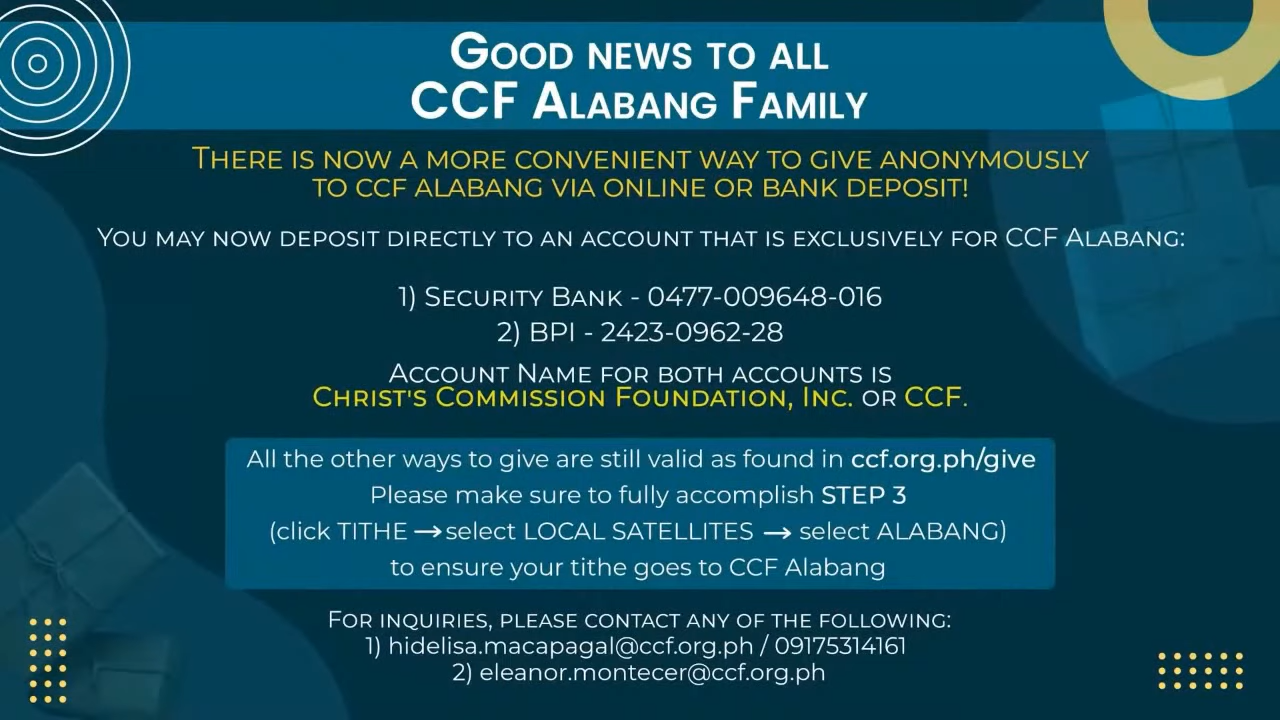 Good news to all
CCF Alabang Family
There is now a more convenient way to give anonymously
to CCF alabang via online or bank deposit!
You may now deposit directly to an account that is exclusively for CCF Alabang:
1) Security Bank - 0477-009648-016
2) BPI - 2423-0962-28
Account Name for both accounts is
Christ's Commission Foundation, Inc. or CCF.
All the other ways to give are still valid as found in ccf.org.ph/give
Please make sure to fully accomplish STEP 3
(click TITHE → select LOCAL SATELLITES → select ALABANG)
to ensure your tithe goes to CCF Alabang
For inquiries, please contact any of the following:
1) hidelisa.macapagal@ccf.org.ph / 09175314161
2) eleanor.montecer@ccf.org.ph